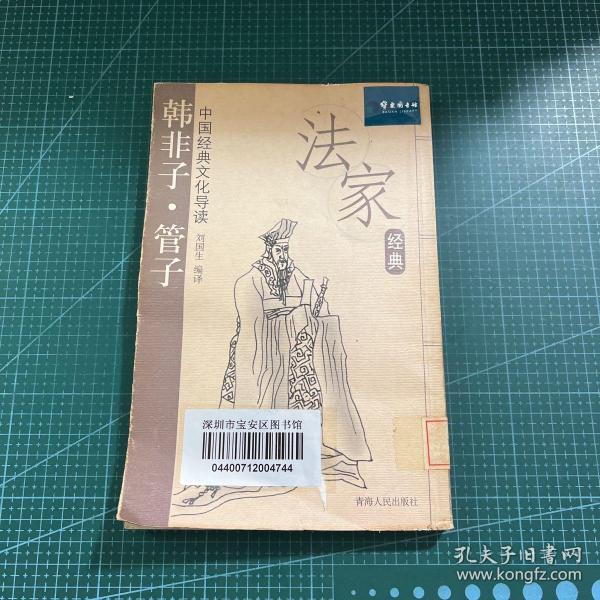 韩非子·管子
中国经典文化导读
刘国生 编译
法家
经典
深圳市宝安区图书馆
04400712004744
青海人民出版社
孔夫子旧书网
www.kongfz.com